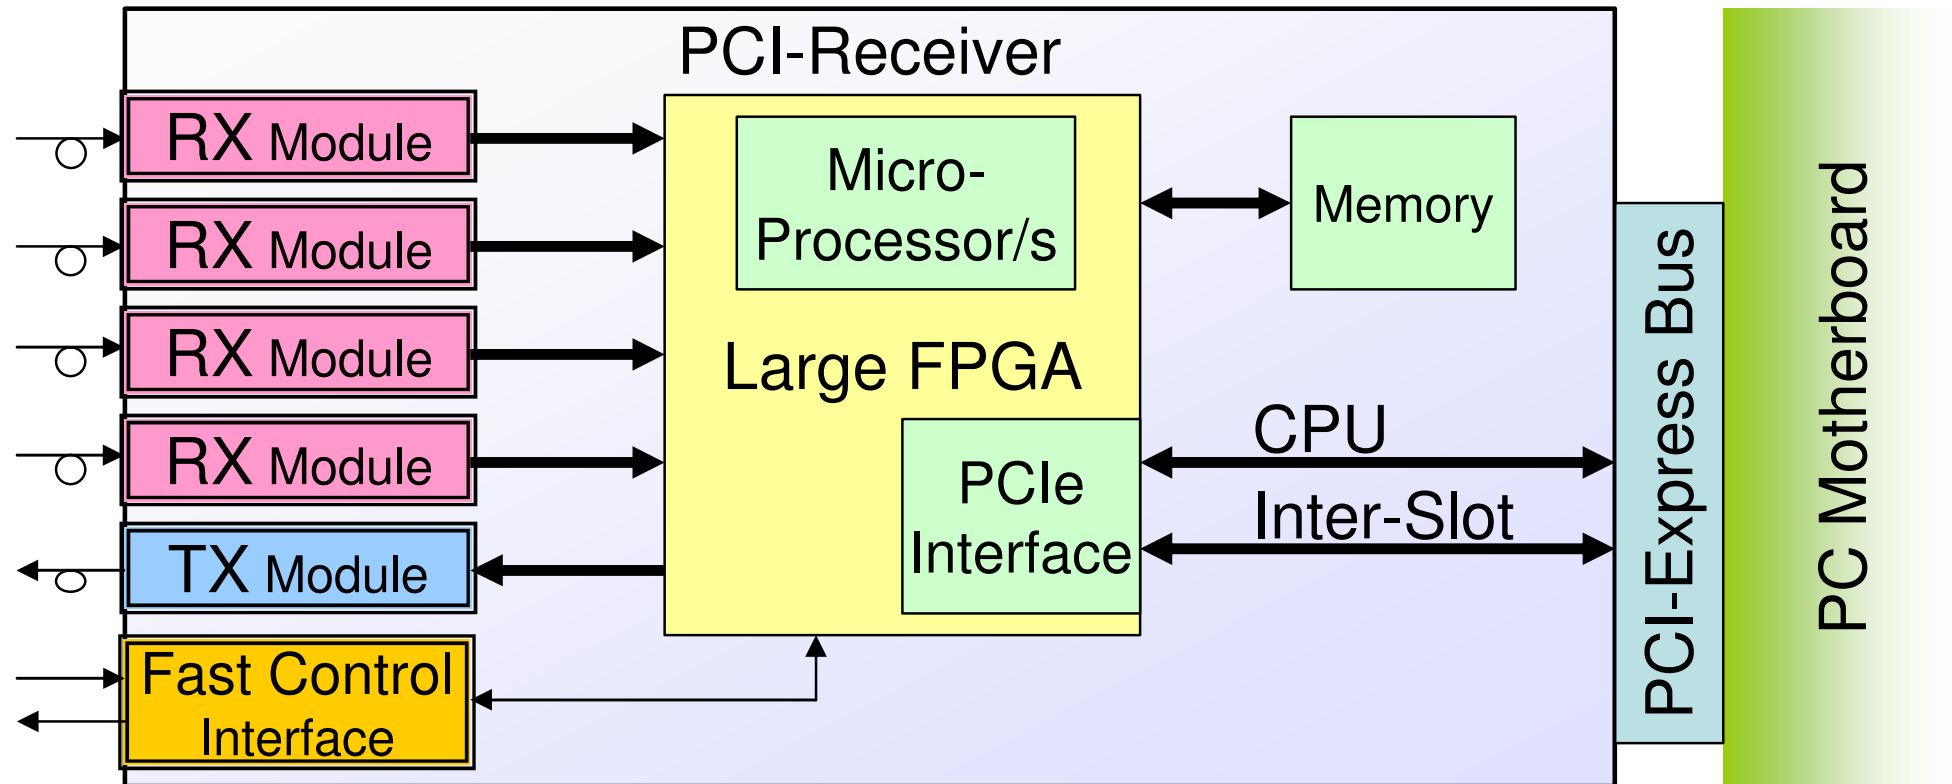 PCI-Receiver
RX Module
RX Module
RX Module
RX Module
TX Module
Fast Control
Interface
Micro-
Processor/s
Large FPGA
PCIe
Interface
Memory
CPU
Inter-Slot
PCI-Express Bus
PC Motherboard